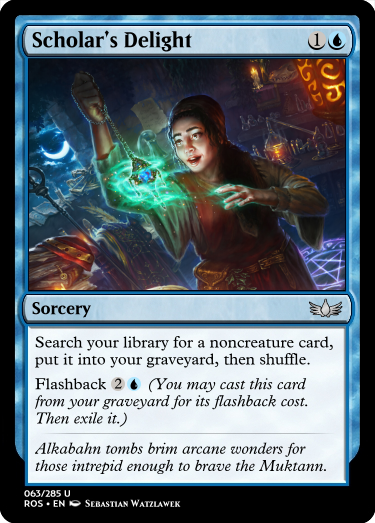 Scholar's Delight 1
Sorcery
Search your library for a noncreature card,
put it into your graveyard, then shuffle.
Flashback 2 (You may cast this card
from your graveyard for its flashback cost.
Then exile it.)
Alkabahn tombs brim arcane wonders for
those intrepid enough to brave the Muktann.
063/285 U
ROS • EN Sebastian Watzlawek